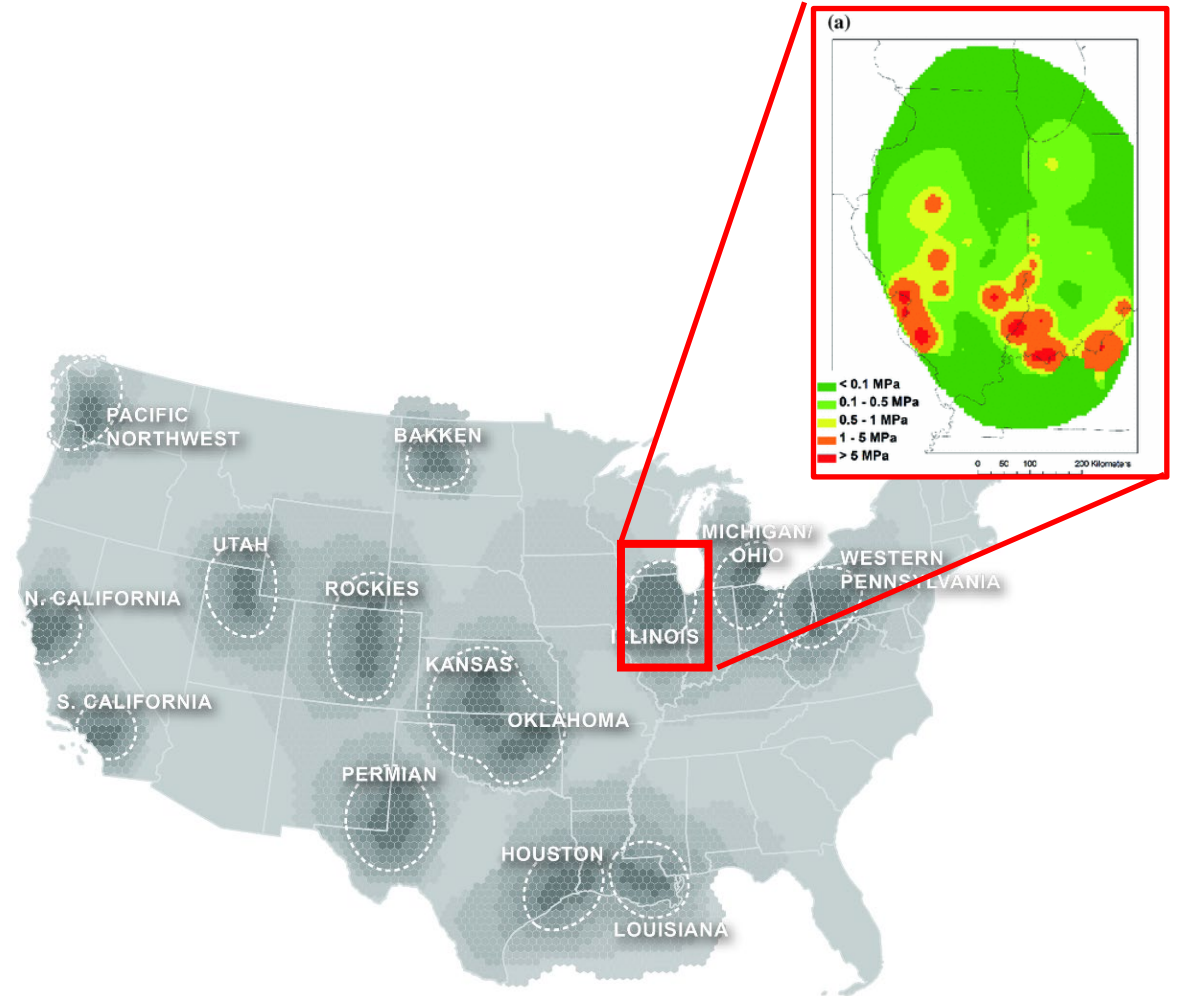 (a)
< 0.1 MPa
0.1 - 0.5 MPa
0.5 - 1 MPa
1 - 5 MPa
> 5 MPa
0 50 100 200 Kilometers
PACIFIC
NORTHWEST
BAKKEN
UTAH
ROCKIES
MICHIGAN/
OHIO
WESTERN
PENNSYLVANIA
N. CALIFORNIA
ILLINOIS
KANSAS
S. CALIFORNIA
OKLAHOMA
PERMIAN
HOUSTON
LOUISIANA